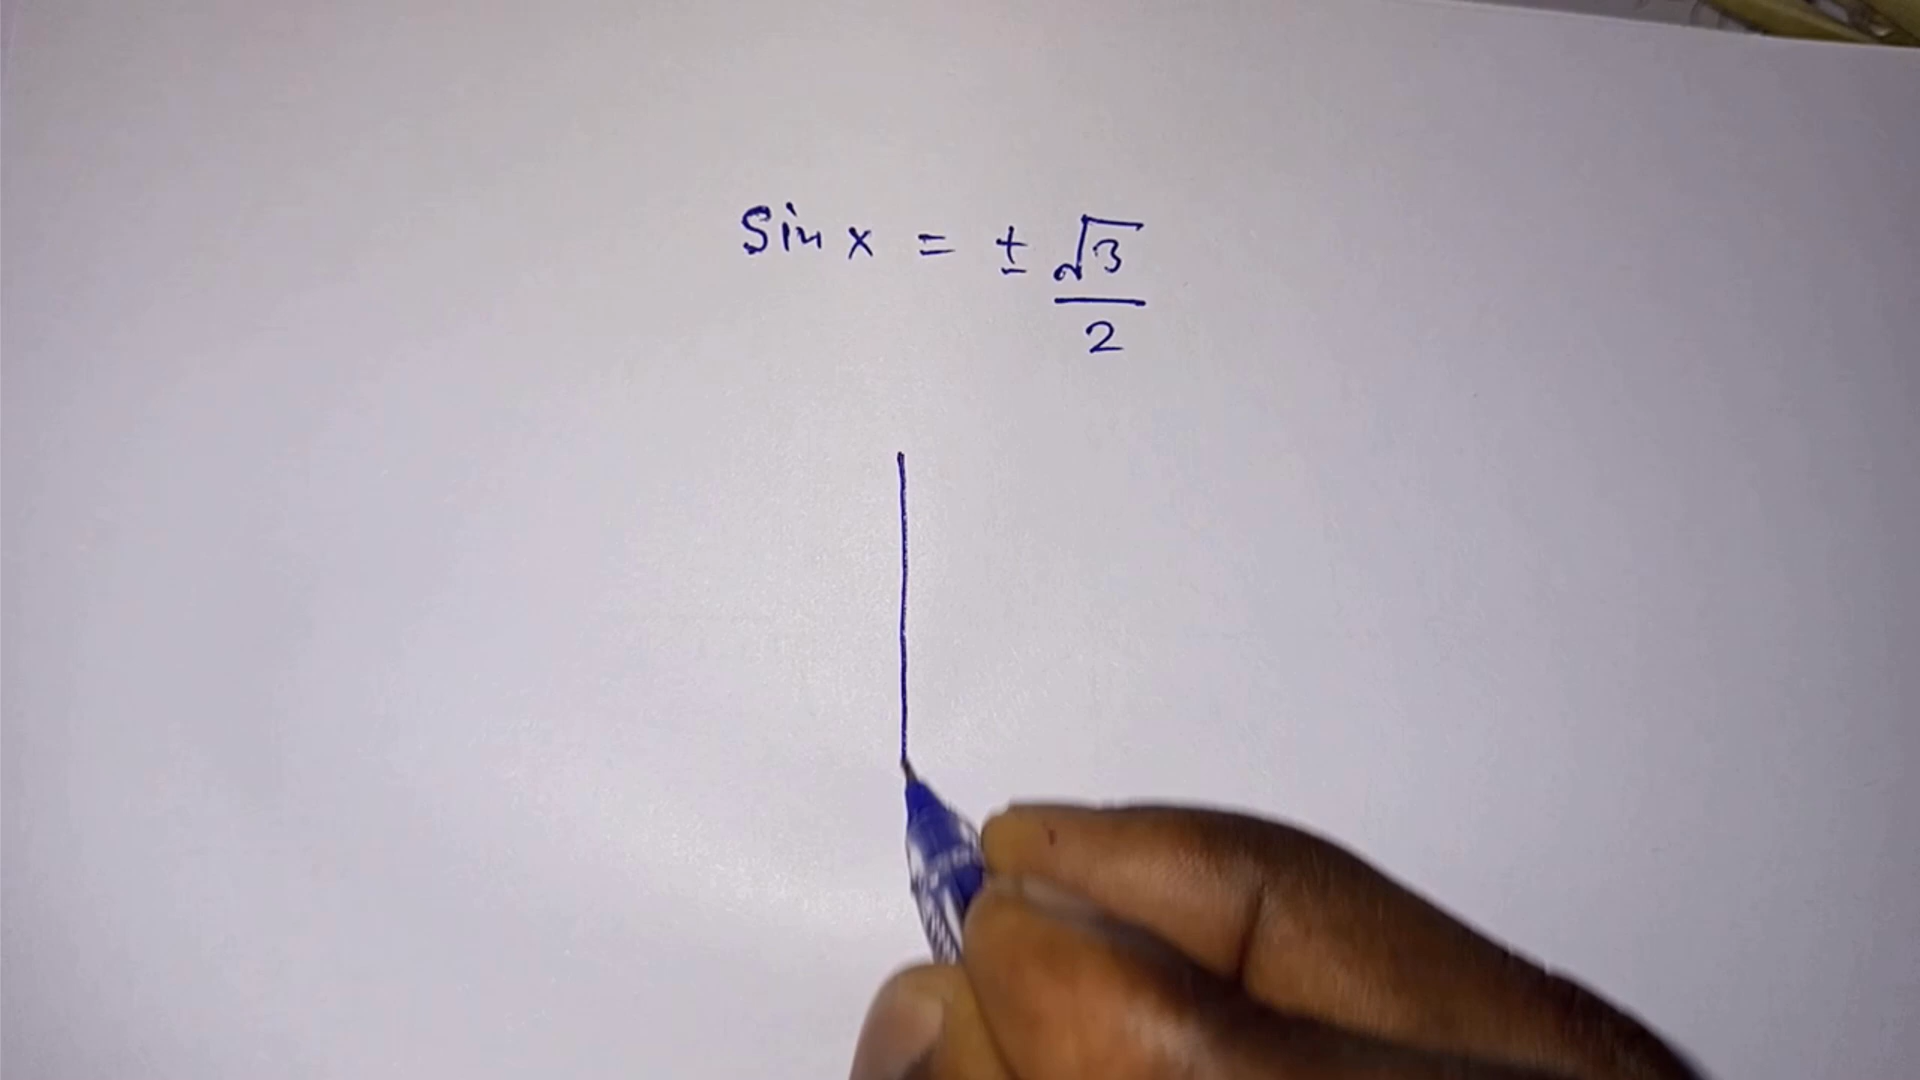 Sin x = ± √3/2